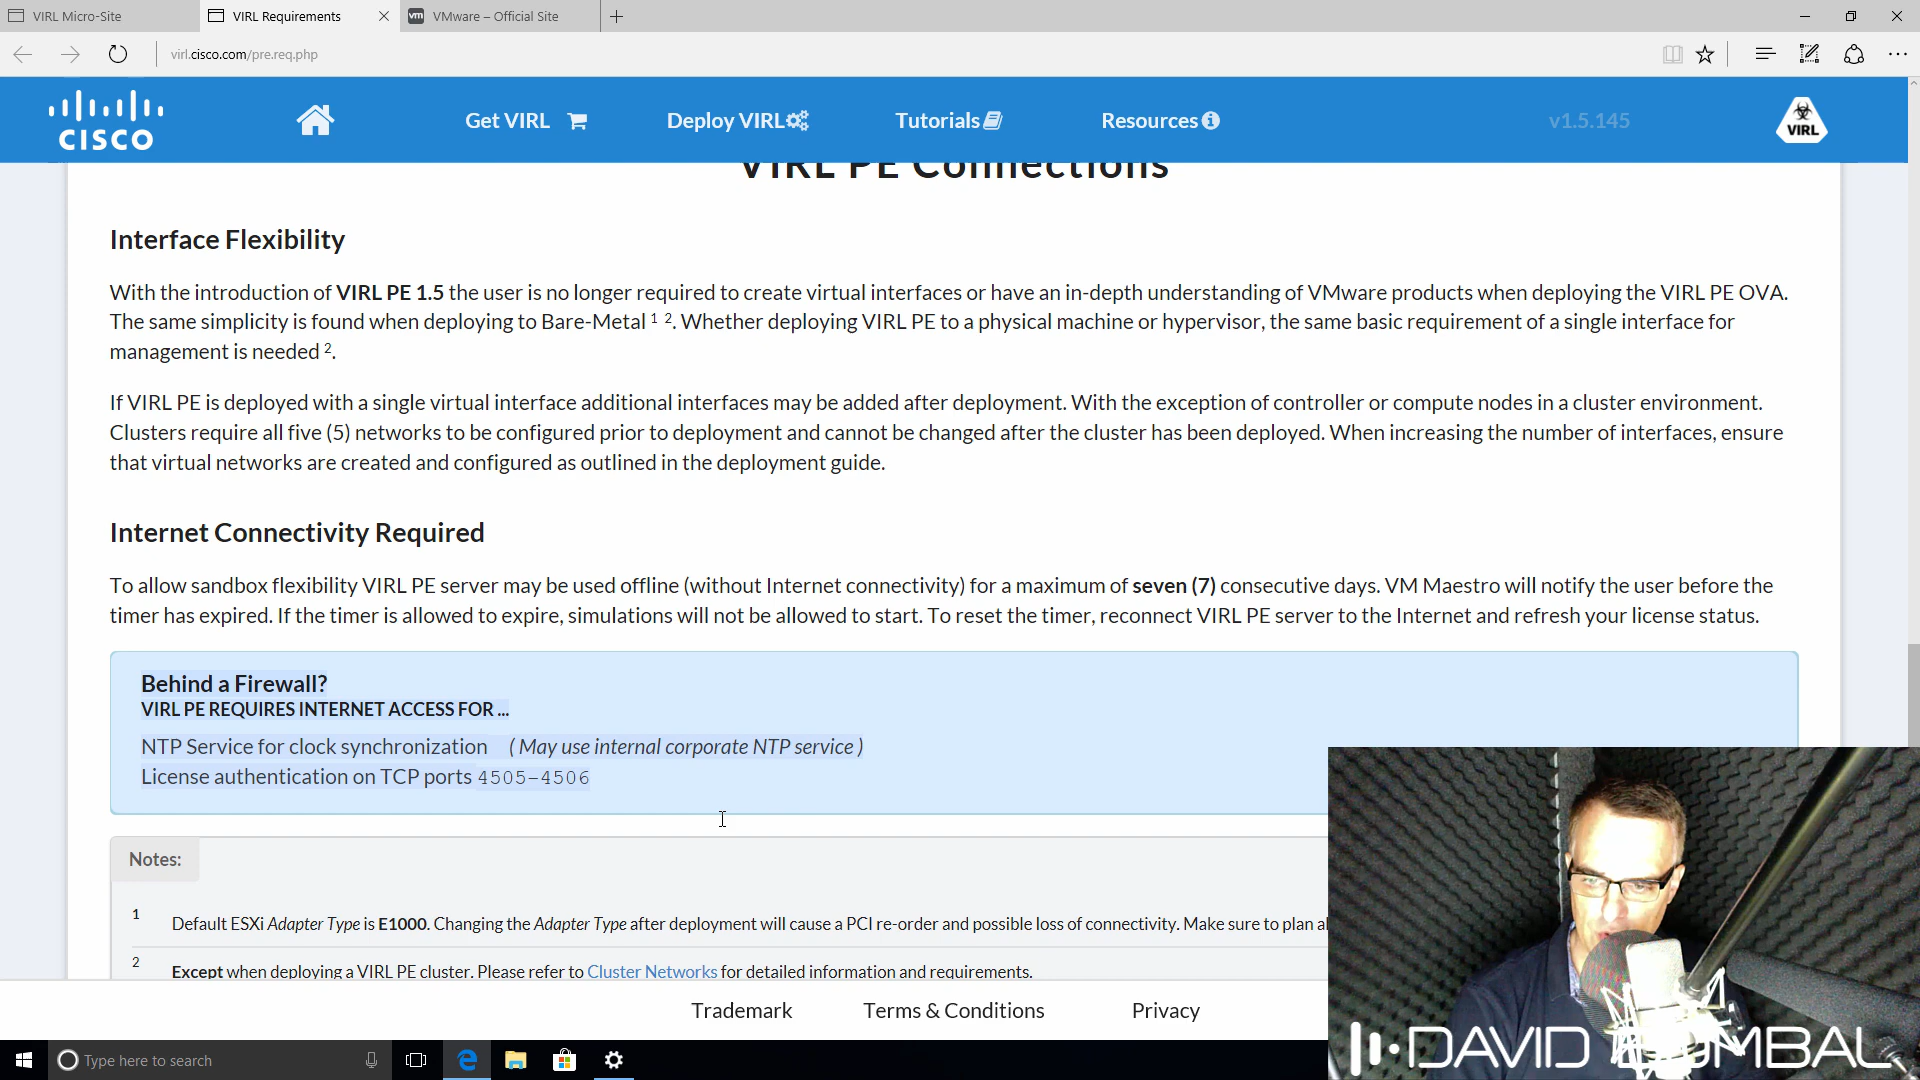 VIRL Micro-Site
VIRL Requirements
vm
VMware – Official Site
virl.cisco.com/pre.req.php
CISCO
Get VIRL
Deploy VIRL
Tutorials
Resources
v1.5.145
VIRL
VIRL PE Connections
Interface Flexibility
With the introduction of VIRL PE 1.5 the user is no longer required to create virtual interfaces or have an in-depth understanding of VMware products when deploying the VIRL PE OVA.
The same simplicity is found when deploying to Bare-Metal 1 2. Whether deploying VIRL PE to a physical machine or hypervisor, the same basic requirement of a single interface for
management is needed 2.
If VIRL PE is deployed with a single virtual interface additional interfaces may be added after deployment. With the exception of controller or compute nodes in a cluster environment.
Clusters require all five (5) networks to be configured prior to deployment and cannot be changed after the cluster has been deployed. When increasing the number of interfaces, ensure
that virtual networks are created and configured as outlined in the deployment guide.
Internet Connectivity Required
To allow sandbox flexibility VIRL PE server may be used offline (without Internet connectivity) for a maximum of seven (7) consecutive days. VM Maestro will notify the user before the
timer has expired. If the timer is allowed to expire, simulations will not be allowed to start. To reset the timer, reconnect VIRL PE server to the Internet and refresh your license status.
Behind a Firewall?
VIRL PE REQUIRES INTERNET ACCESS FOR ...
NTP Service for clock synchronization ( May use internal corporate NTP service )
License authentication on TCP ports 4505-4506
Notes:
1 Default ESXi Adapter Type is E1000. Changing the Adapter Type after deployment will cause a PCI re-order and possible loss of connectivity. Make sure to plan
2 Except when deploying a VIRL PE cluster. Please refer to Cluster Networks for detailed information and requirements.
Trademark Terms & Conditions Privacy
Type here to search
DAVID